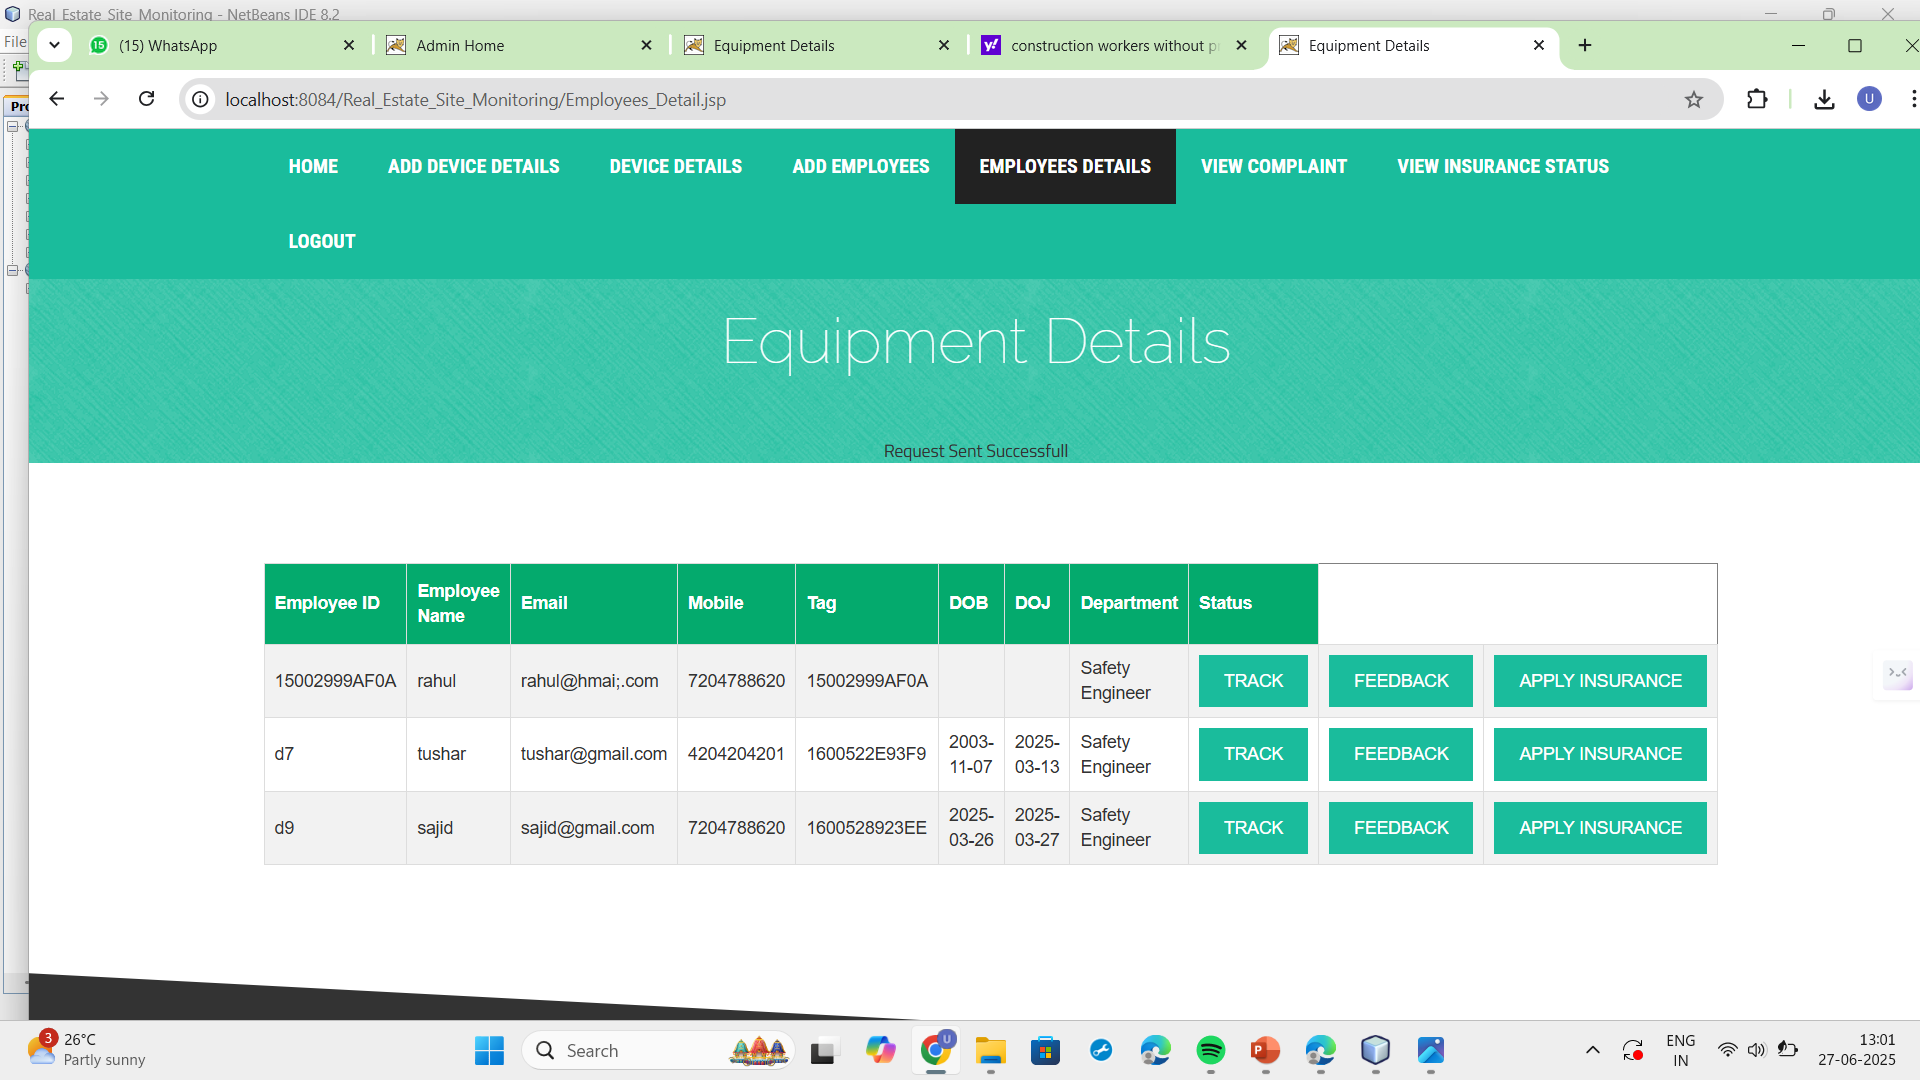 Real_Estate_Site_Monitoring - NetBeans IDE 8.2
File
15 (15) WhatsApp
Admin Home
Equipment Details
y! construction workers without p
Equipment Details
localhost:8084/Real_Estate_Site_Monitoring/Employees_Detail.jsp
U
Pro
HOME ADD DEVICE DETAILS DEVICE DETAILS ADD EMPLOYEES EMPLOYEES DETAILS VIEW COMPLAINT VIEW INSURANCE STATUS
LOGOUT
Equipment Details
Request Sent Successfull
Employee ID Employee Name Email Mobile Tag DOB DOJ Department Status
15002999AF0A rahul rahul@hmai;.com 7204788620 15002999AF0A Safety Engineer TRACK FEEDBACK APPLY INSURANCE
d7 tushar tushar@gmail.com 4204204201 1600522E93F9 2003-11-07 2025-03-13 Safety Engineer TRACK FEEDBACK APPLY INSURANCE
d9 sajid sajid@gmail.com 7204788620 1600528923EE 2025-03-26 2025-03-27 Safety Engineer TRACK FEEDBACK APPLY INSURANCE
3 26°C
Partly sunny
Search
U
P
ENG
IN
13:01
27-06-2025